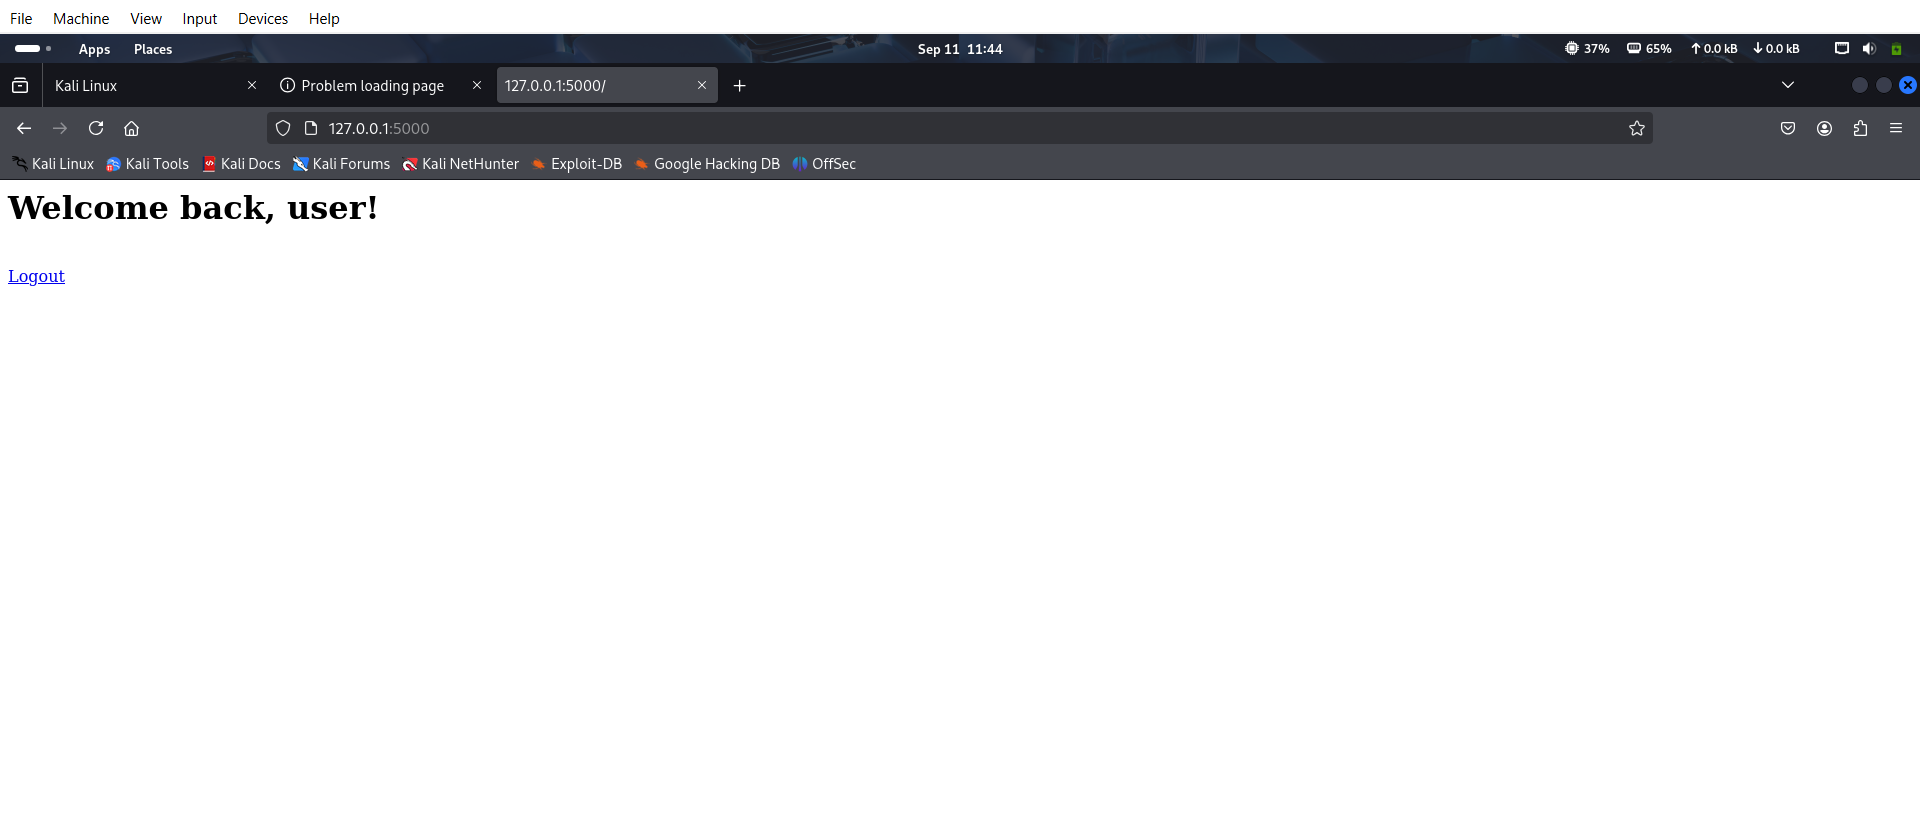 File Machine View Input Devices Help
Apps Places Sep 11 11:44 37% 65% 0.0 kB 0.0 kB
Kali Linux Problem loading page 127.0.0.1:5000/
127.0.0.1:5000
Kali Linux Kali Tools Kali Docs Kali Forums Kali NetHunter Exploit-DB Google Hacking DB OffSec
Welcome back, user!
Logout